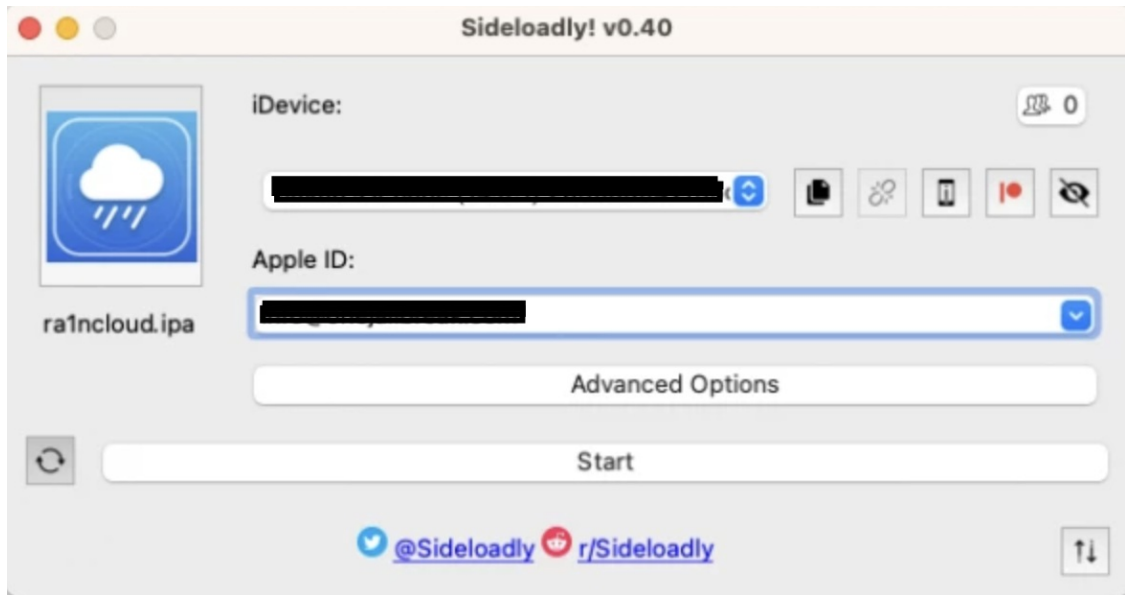 Sideloadly! v0.40
iDevice:
0
Apple ID:
ra1ncloud.ipa
Advanced Options
Start
@Sideloadly r/Sideloadly